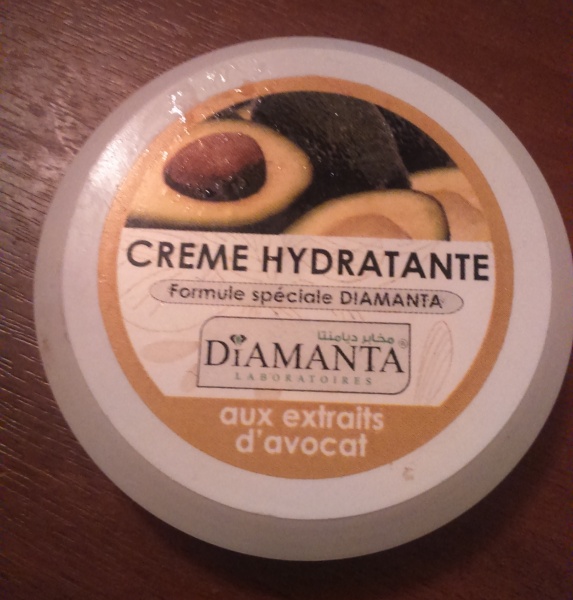 CREME HYDRATANTE
Formule spéciale DIAMANTA
مخابر ديامنتا ®
DiAMANTA
LABORATOIRES
aux extraits
d'avocat